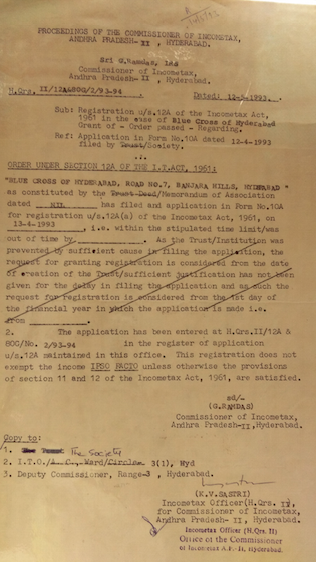 PROCEEDINGS OF THE COMMISSIONER OF INCOMETAX,
ANDHRA PRADESH-II, HYDERABAD.
Sri G.RAMDAS, IRS
Commissioner of Incometax,
Andhra Pradesh-II, Hyderabad.
H.Qrs. II/12A&80G/2/93-94 Dated: 12-5-1993.
Sub: Registration u/s.12A of the Incometax Act,
1961 in the case of Blue Cross of Hyderabad
Grant of - Order passed - Regarding.
Ref: Application in Form No.10A dated 12-4-1993
filed by Trust/Society.
ORDER UNDER SECTION 12A OF THE I.T.ACT, 1961:
"BLUE CROSS OF HYDERABAD, ROAD NO.7, BANJARA HILLS, HYDERABAD "
as constituted by the Trust Deed/Memorandum of Association
dated NIL has filed and application in Form No.10A
for registration u/s.12A(a) of the Incometax Act, 1961, on
13-4-1993, i.e. within the stipulated time limit/was
out of time by . As the Trust/Institution was
prevented by sufficient cause in filing the application, the
request for granting registration is considered from the date
of creation of the Trust/sufficient justification has not been
given for the delay in filing the application and as such the
request for registration is considered from the 1st day of
the financial year in which the application is made i.e.
from .
2. The application has been entered at H.Qrs.II/12A &
80G/No. 2/93-94 in the register of application
u/s.12A maintained in this office. This registration does not
exempt the income IPSO FACTO unless otherwise the provisions
of section 11 and 12 of the Incometax Act, 1961, are satisfied.
sd/-
(G.RAMDAS)
Commissioner of Incometax,
Andhra Pradesh-II, Hyderabad.
Copy to:
1. The Society
2. I.T.O./A.C. Ward/Circle 3(1), Hyd
3. Deputy Commissioner, Range-3, Hyderabad.
(K.V.SASTRI)
Incometax Officer(H.Qrs. II),
for Commissioner of Incometax,
Andhra Pradesh- II, Hyderabad.
Incometax Officer (H.Qrs. II)
Office of the Commissioner
of Incometax A.P.-II, Hyderabad.